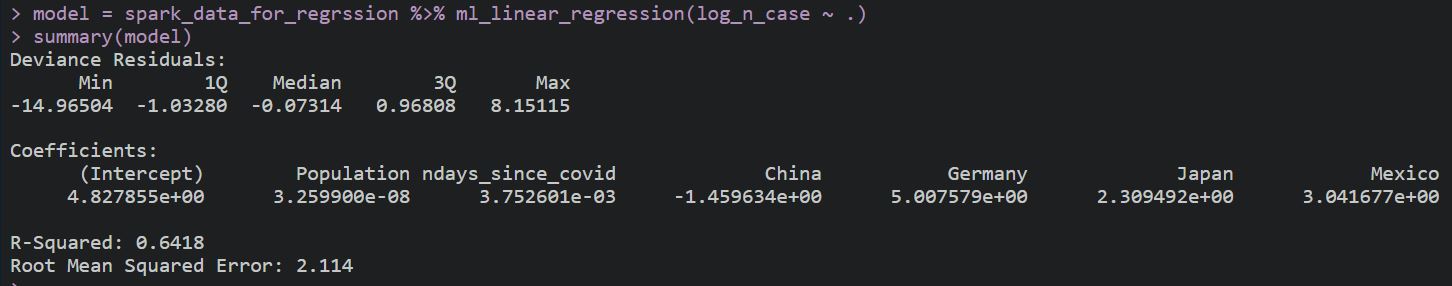 > model = spark_data_for_regrssion %>% ml_linear_regression(log_n_case ~ .)
> summary(model)
Deviance Residuals:
Min 1Q Median 3Q Max
-14.96504 -1.03280 -0.07314 0.96808 8.15115
Coefficients:
(Intercept) Population ndays_since_covid China Germany Japan Mexico
4.827855e+00 3.259900e-08 3.752601e-03 -1.459634e+00 5.007579e+00 2.309492e+00 3.041677e+00
R-Squared: 0.6418
Root Mean Squared Error: 2.114
>